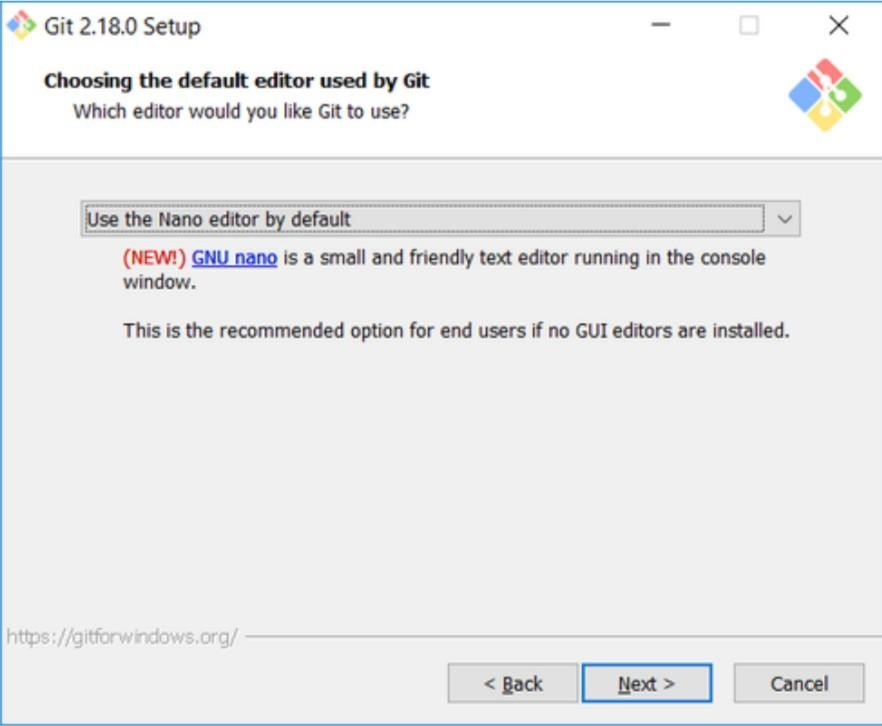 Git 2.18.0 Setup
Choosing the default editor used by Git
Which editor would you like Git to use?
Use the Nano editor by default
(NEW!) GNU nano is a small and friendly text editor running in the console
window.
This is the recommended option for end users if no GUI editors are installed.
https://gitforwindows.org/
< Back
Next >
Cancel